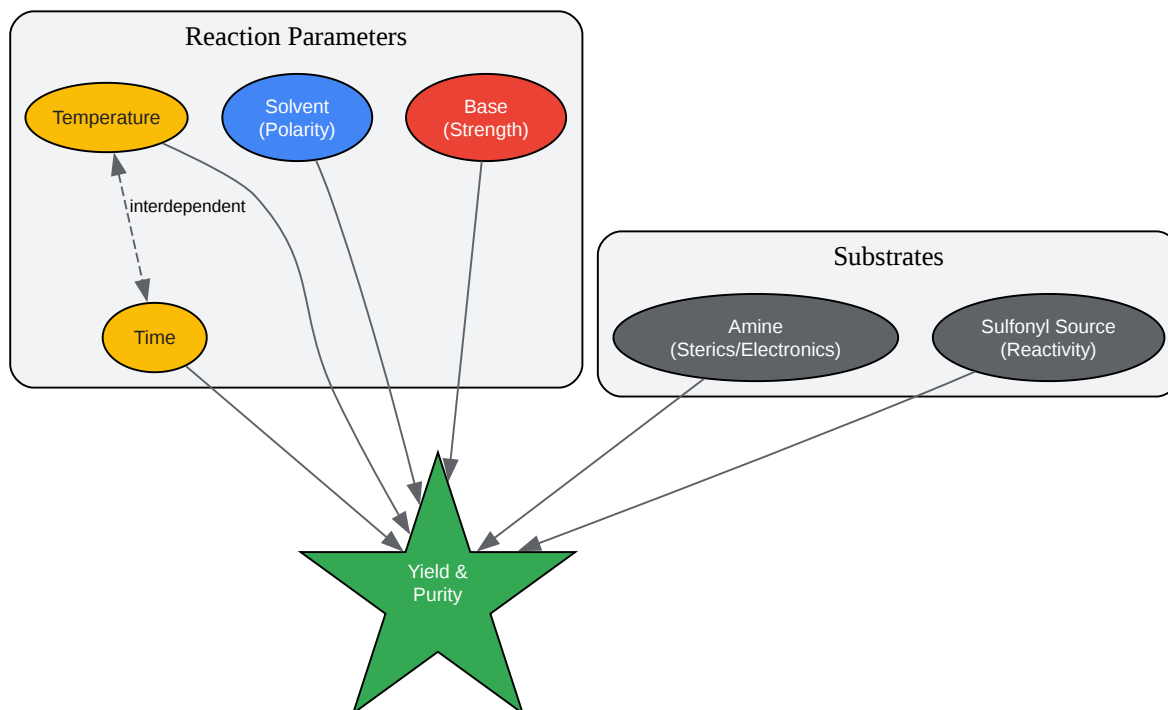 Reaction Parameters
Temperature
Solvent
(Polarity)
Base
(Strength)
interdependent
Time
Substrates
Amine
(Sterics/Electronics)
Sulfonyl Source
(Reactivity)
Yield &
Purity